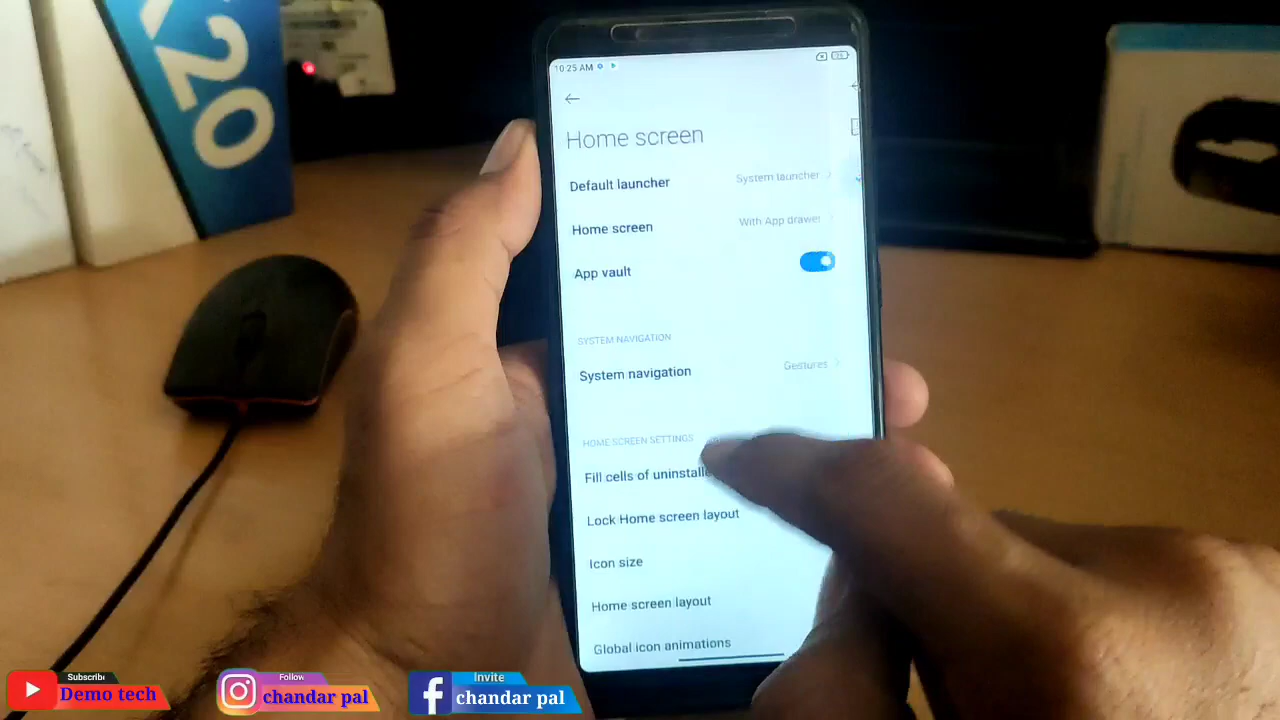 K20
10:25 AM
Home screen
Default launcher System launcher
Home screen With App drawer
App vault
SYSTEM NAVIGATION
System navigation Gestures
HOME SCREEN SETTINGS
Fill cells of
Lock Home screen layout
Icon size
Home screen layout
Global icon animations
Subscribe
Demo tech
Follow
chandar pal
Invite
chandar pal